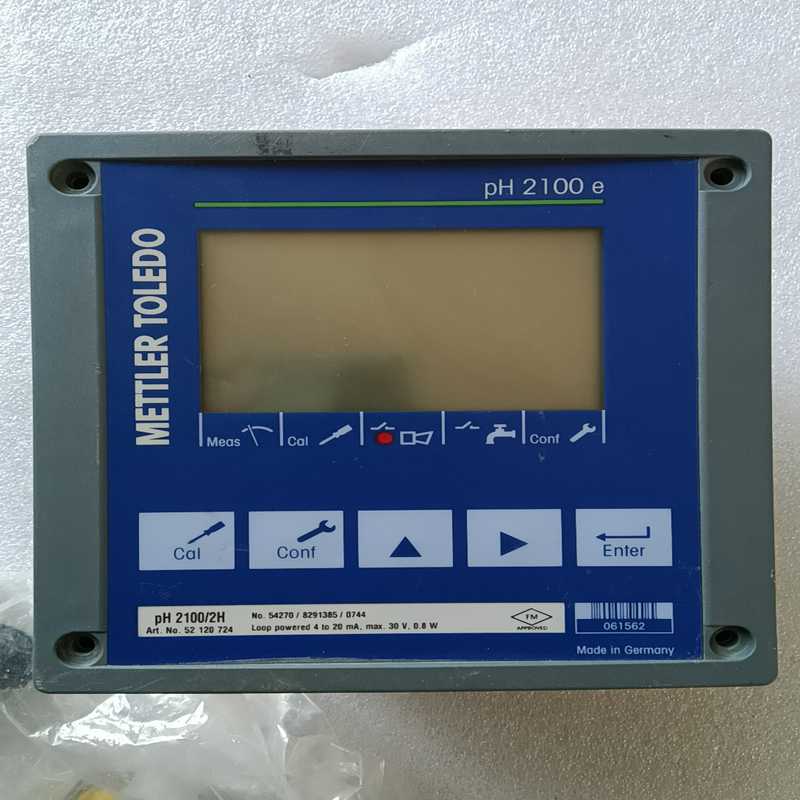 pH 2100 e
METTLER TOLEDO
Meas Cal Conf
Cal Conf Enter
pH 2100/2H No. 54270 / 8291385 / 0744
Art. No. 52 120 724 Loop powered 4 to 20 mA, max. 30 V, 0.8 W
FM
APPROVED
061562
Made in Germany